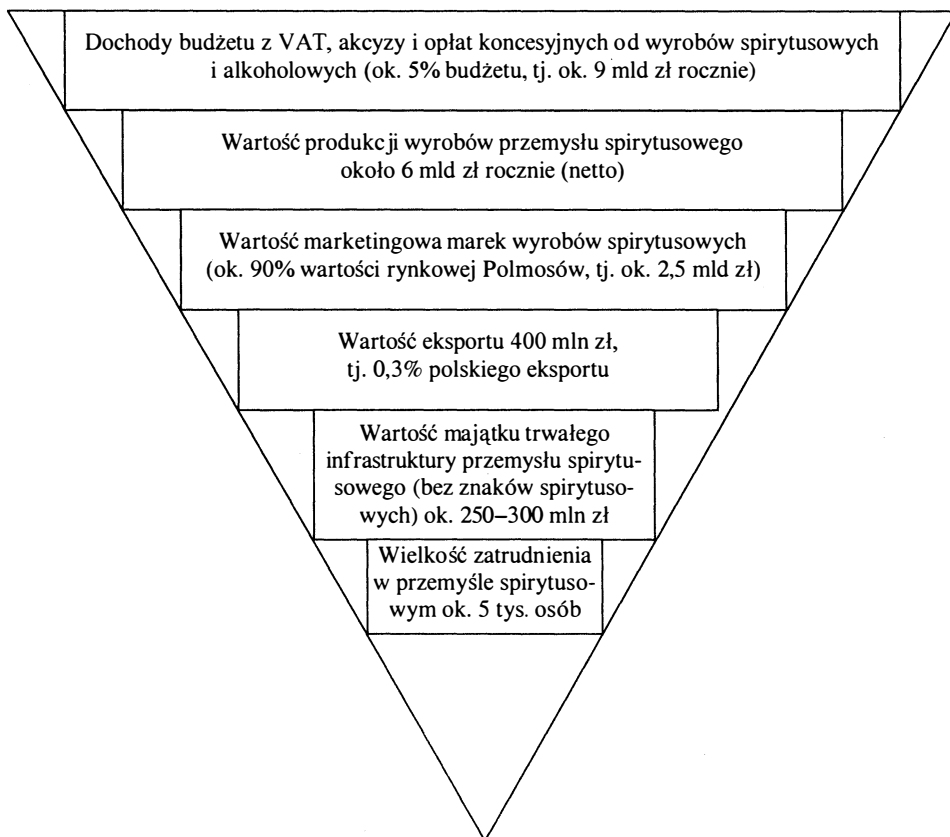 Dochody budżetu z VAT, akcyzy i opłat koncesyjnych od wyrobów spirytusowych
i alkoholowych (ok. 5% budżetu, tj. ok. 9 mld zł rocznie)
Wartość produkcji wyrobów przemysłu spirytusowego
około 6 mld zł rocznie (netto)
Wartość marketingowa marek wyrobów spirytusowych
(ok. 90% wartości rynkowej Polmosów, tj. ok. 2,5 mld zł)
Wartość eksportu 400 mln zł,
tj. 0,3% polskiego eksportu
Wartość majątku trwałego
infrastruktury przemysłu spirytu-
sowego (bez znaków spirytuso-
wych) ok. 250–300 mln zł
Wielkość zatrudnienia
w przemyśle spirytuso-
wym ok. 5 tys. osób